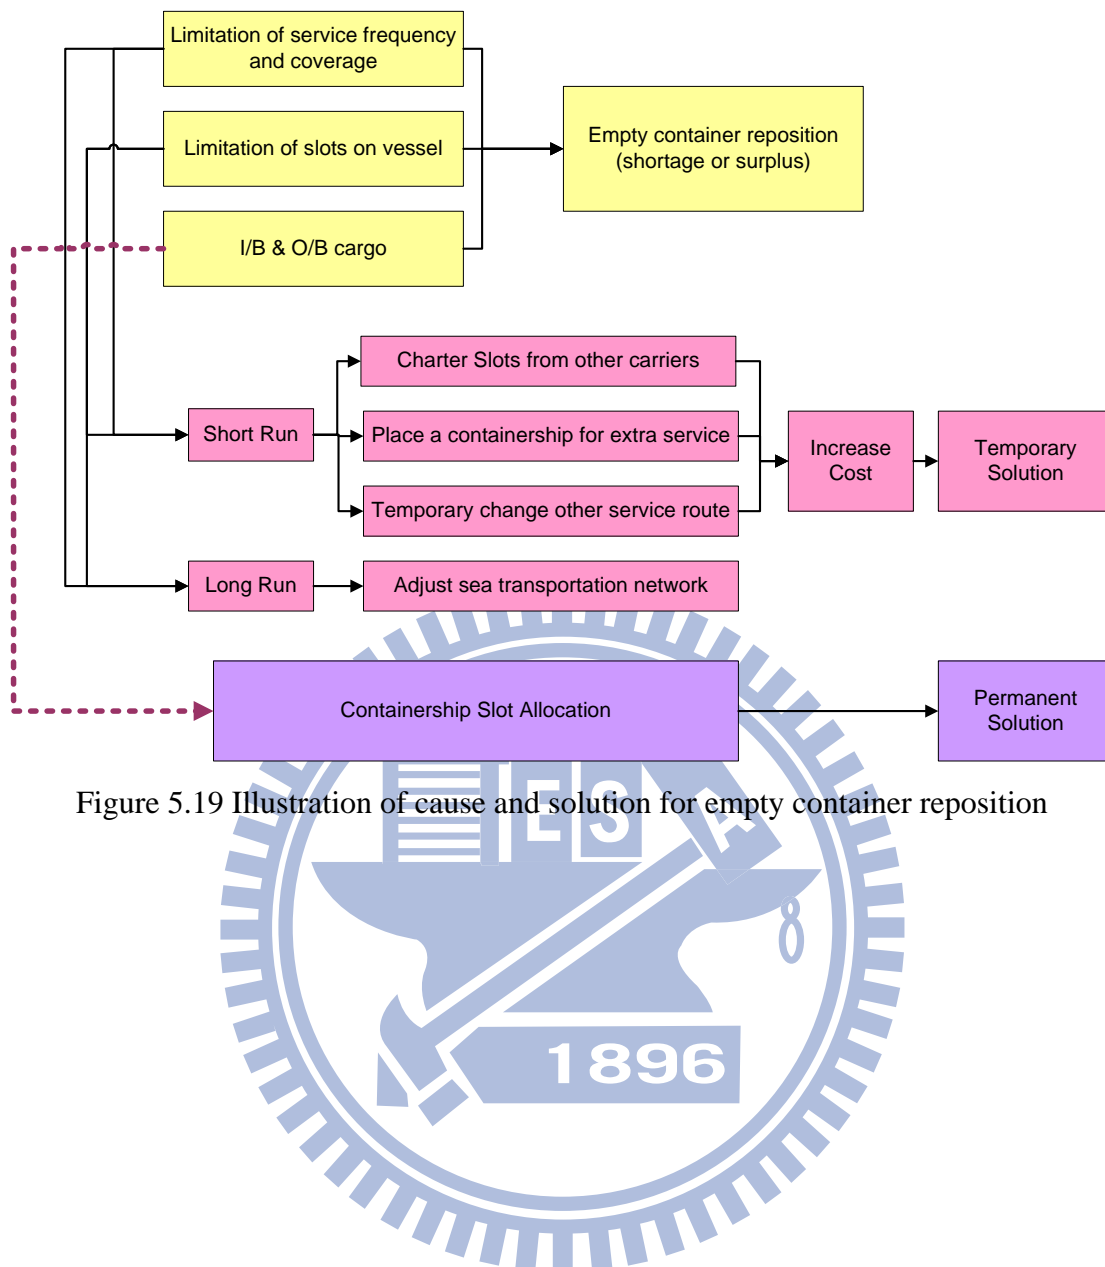 Limitation of service frequency
and coverage
Limitation of slots on vessel
I/B & O/B cargo
Empty container reposition
(shortage or surplus)
Charter Slots from other carriers
Short Run
Place a containership for extra service
Temporary change other service route
Increase
Cost
Temporary
Solution
Long Run
Adjust sea transportation network
Containership Slot Allocation
Permanent
Solution
Figure 5.19 Illustration of cause and solution for empty container reposition
E S A
8
1896